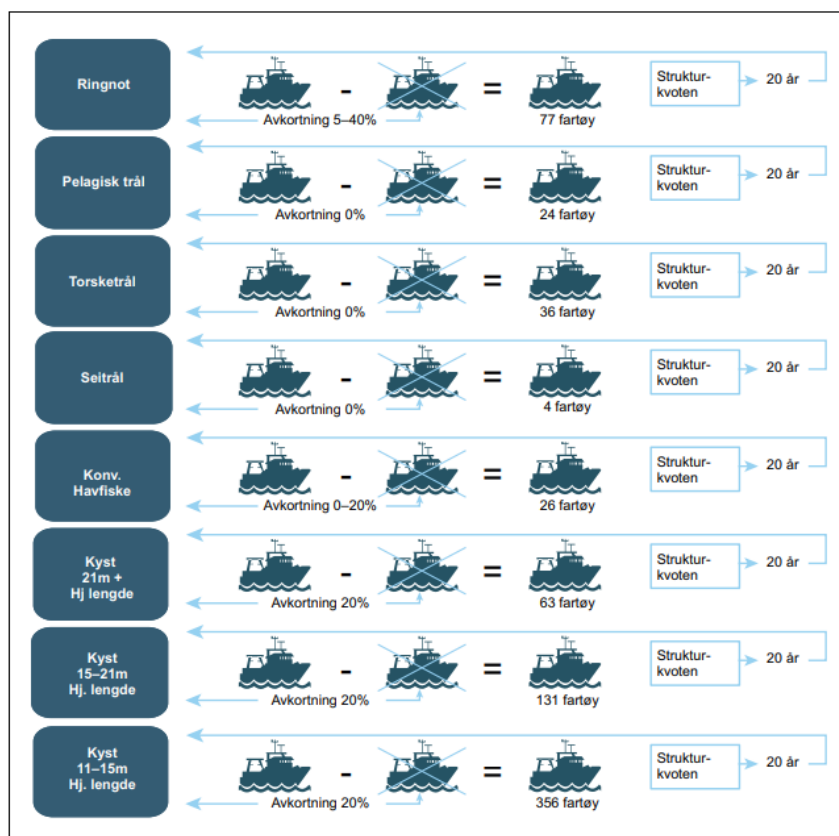 Ringnot
-
=
Struktur-
kvoten
20 år
Avkortning 5–40%
77 fartøy
Pelagisk trål
-
=
Struktur-
kvoten
20 år
Avkortning 0%
24 fartøy
Torsketrål
-
=
Struktur-
kvoten
20 år
Avkortning 0%
36 fartøy
Seitrål
-
=
Struktur-
kvoten
20 år
Avkortning 0%
4 fartøy
Konv.
Havfiske
-
=
Struktur-
kvoten
20 år
Avkortning 0–20%
26 fartøy
Kyst
21m +
Hj lengde
-
=
Struktur-
kvoten
20 år
Avkortning 20%
63 fartøy
Kyst
15–21m
Hj. lengde
-
=
Struktur-
kvoten
20 år
Avkortning 20%
131 fartøy
Kyst
11–15m
Hj. lengde
-
=
Struktur-
kvoten
20 år
Avkortning 20%
356 fartøy